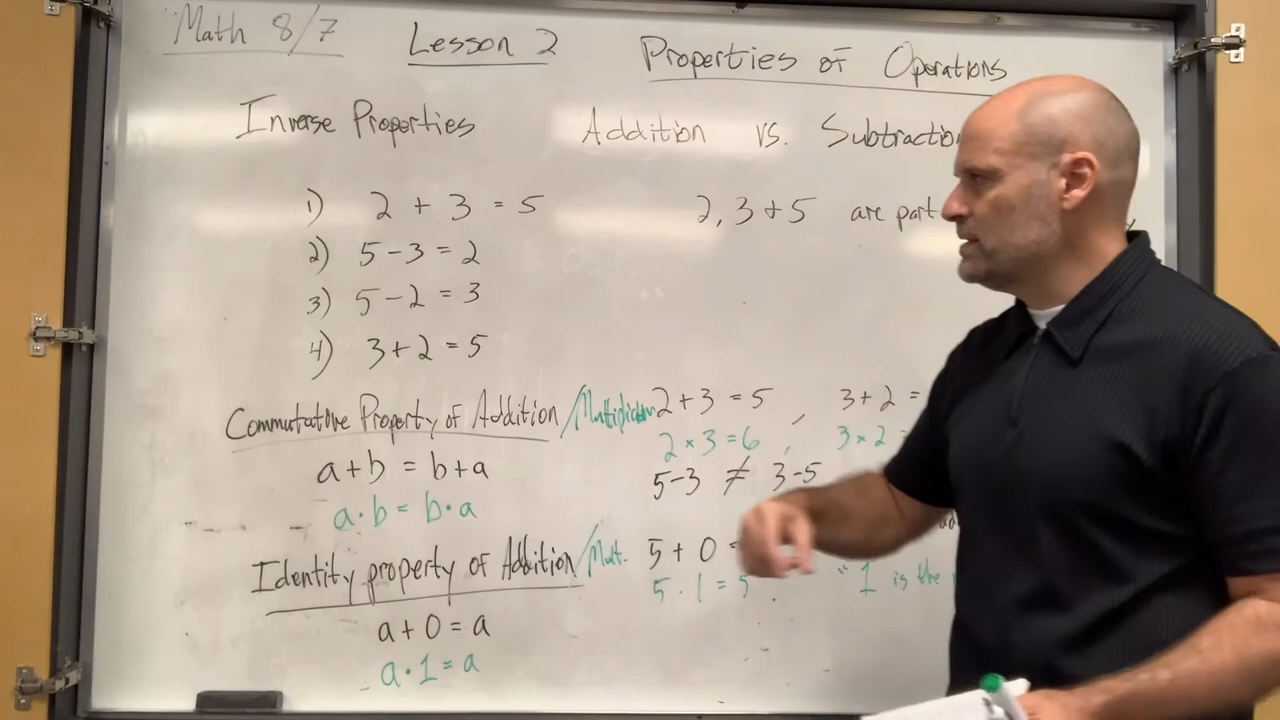 Math 8/7 Lesson 2 Properties of Operations
Inverse Properties Addition vs. Subtractio
1) 2 + 3 = 5 2, 3 + 5 are part
2) 5 - 3 = 2
3) 5 - 2 = 3
4) 3 + 2 = 5
Commutative Property of Addition /Multiplication 2 + 3 = 5 , 3 + 2 =
2 × 3 = 6 , 3 × 2 =
a + b = b + a 5 - 3 ≠ 3 - 5
a · b = b · a
Identity property of Addition /Mult. 5 + 0 =
5 · 1 = 5 "1 is the
a + 0 = a
a · 1 = a